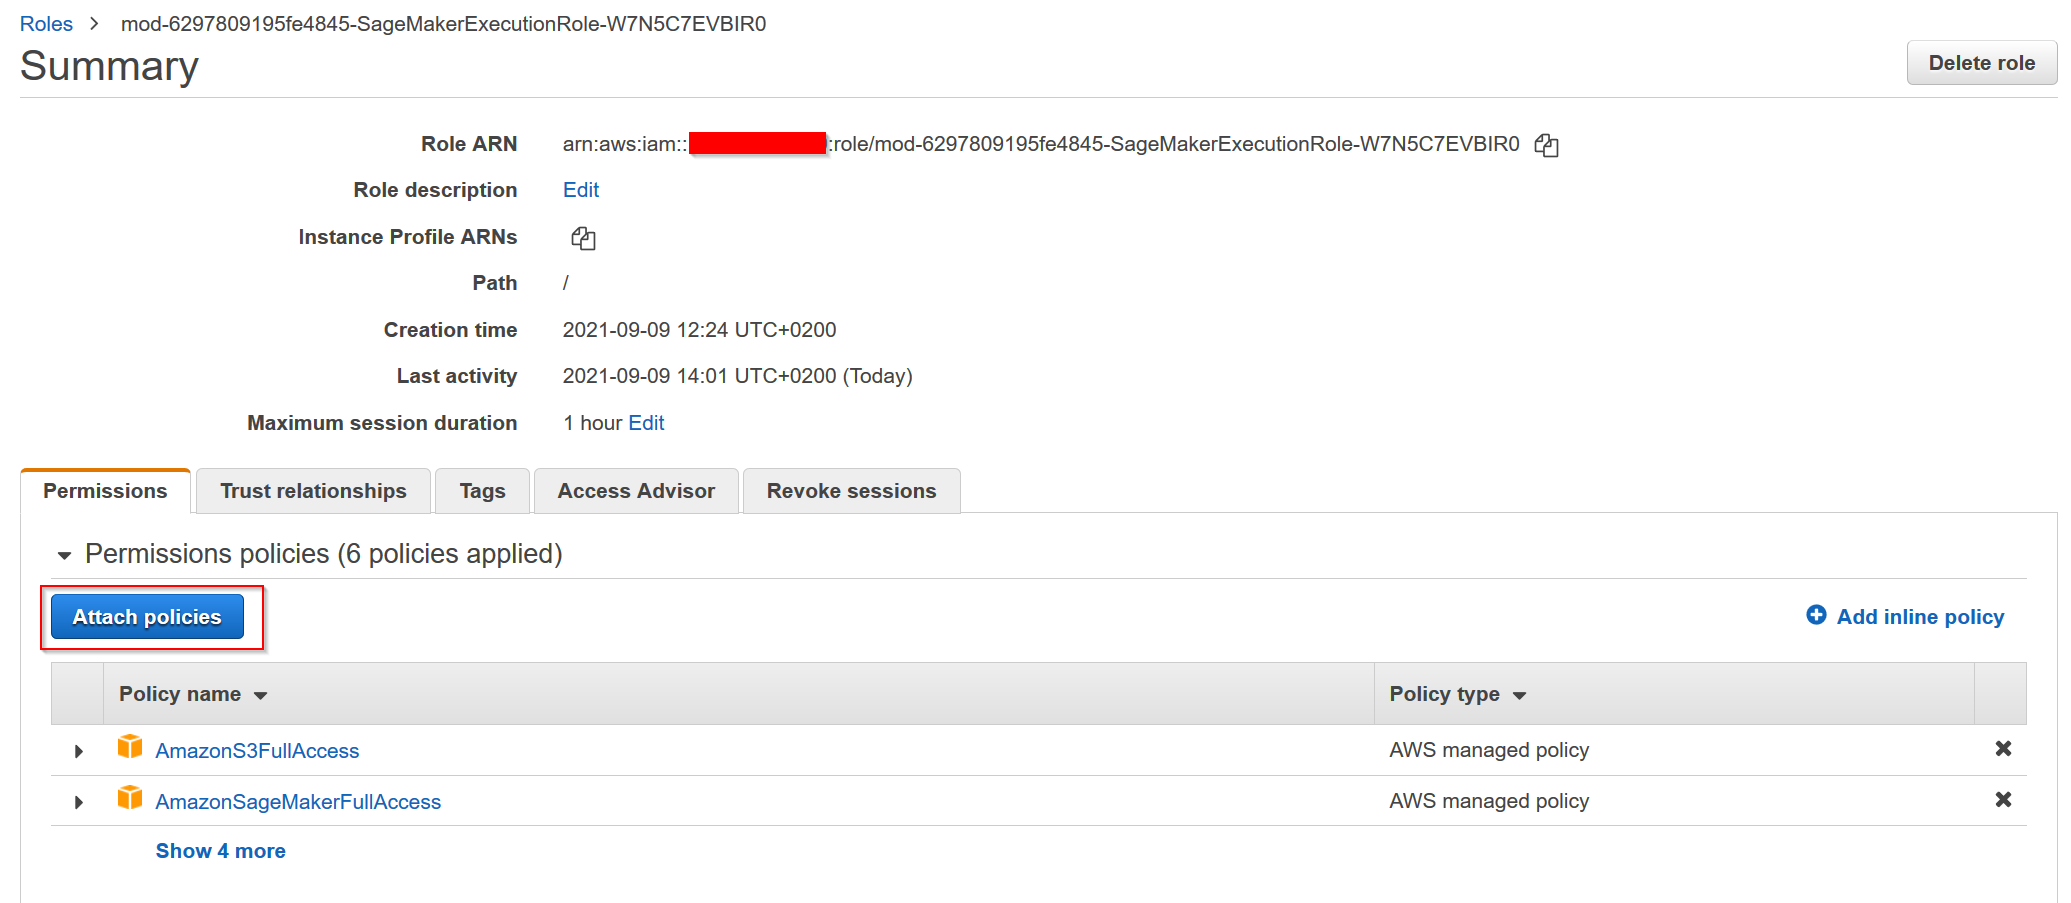 Roles > mod-6297809195fe4845-SageMakerExecutionRole-W7N5C7EVBIR0
Summary
Delete role
Role ARN arn:aws:iam:: :role/mod-6297809195fe4845-SageMakerExecutionRole-W7N5C7EVBIR0
Role description Edit
Instance Profile ARNs
Path /
Creation time 2021-09-09 12:24 UTC+0200
Last activity 2021-09-09 14:01 UTC+0200 (Today)
Maximum session duration 1 hour Edit
Permissions Trust relationships Tags Access Advisor Revoke sessions
Permissions policies (6 policies applied)
Attach policies Add inline policy
Policy name Policy type
AmazonS3FullAccess AWS managed policy
AmazonSageMakerFullAccess AWS managed policy
Show 4 more